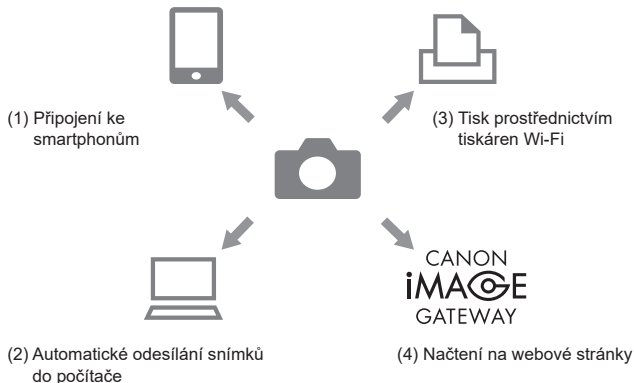 (1) Připojení ke
smartphonům
(3) Tisk prostřednictvím
tiskáren Wi-Fi
CANON
iMAGE
GATEWAY
(2) Automatické odesílání snímků
do počítače
(4) Načtení na webové stránky